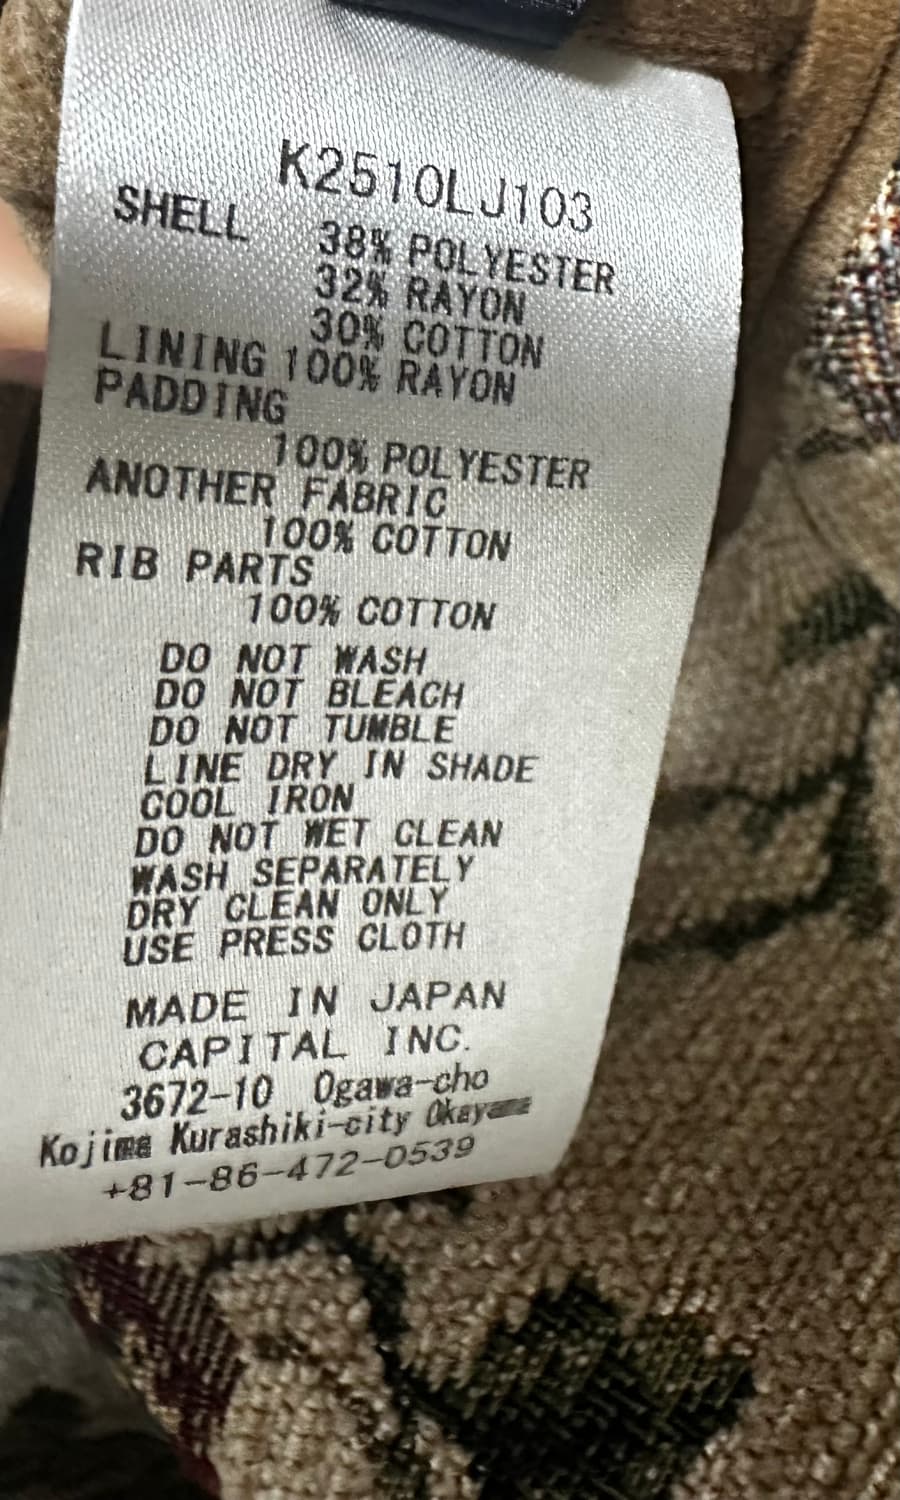 K2510LJ103
SHELL 38% POLYESTER
32% RAYON
30% COTTON
LINING 100% RAYON
PADDING
100% POLYESTER
ANOTHER FABRIC
100% COTTON
RIB PARTS
100% COTTON
DO NOT WASH
DO NOT BLEACH
DO NOT TUMBLE
LINE DRY IN SHADE
COOL IRON
DO NOT WET CLEAN
WASH SEPARATELY
DRY CLEAN ONLY
USE PRESS CLOTH
MADE IN JAPAN
CAPITAL INC.
3672-10 Ogawa-cho
Kojima Kurashiki-city Okayama
+81-86-472-0539